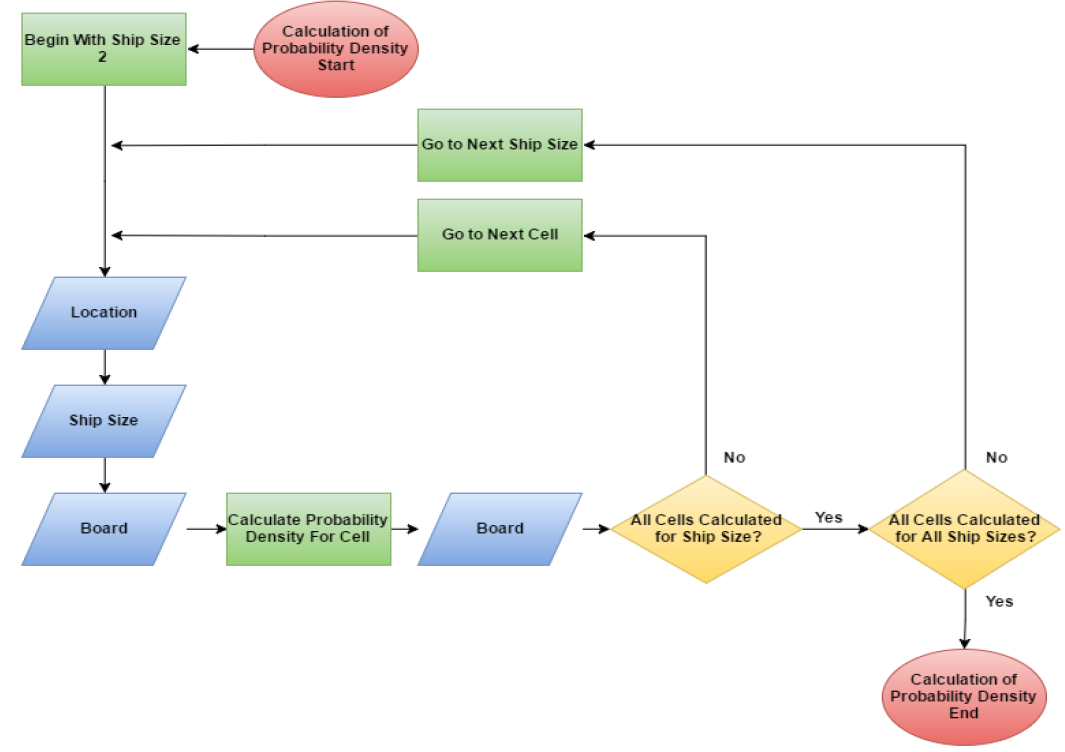 Begin With Ship Size
2
Calculation of
Probability Density
Start
Go to Next Ship Size
Go to Next Cell
Location
Ship Size
Board
Calculate Probability
Density For Cell
Board
No
All Cells Calculated
for Ship Size?
Yes
No
All Cells Calculated
for All Ship Sizes?
Yes
Calculation of
Probability Density
End